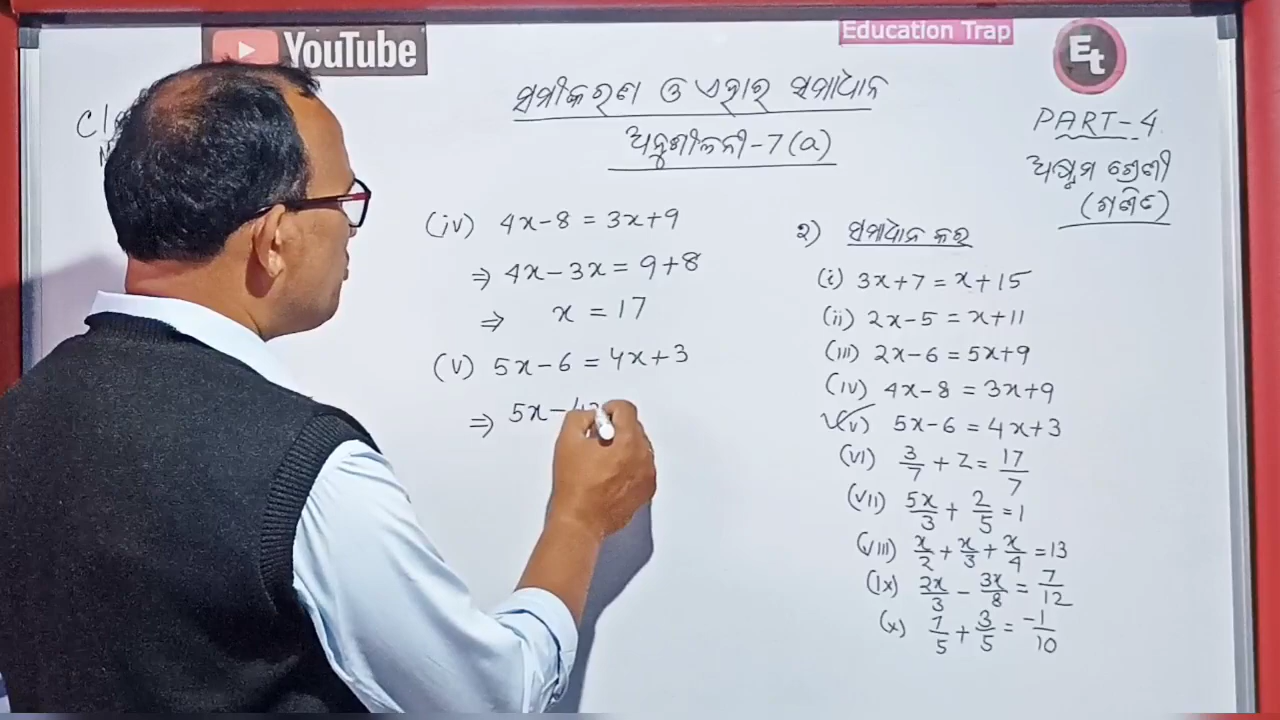 YouTube
Education Trap
Et
ସମୀକରଣ ଓ ଏହାର ସମାଧାନ
ଅନୁଶୀଳନୀ-7(a)
PART-4
ଅଷ୍ଟମ ଶ୍ରେଣୀ
(ଗଣିତ)
(iv) 4x-8 = 3x+9
⇒ 4x-3x = 9+8
⇒ x = 17
(v) 5x-6 = 4x+3
⇒ 5x-4x
୨) ସମାଧାନ କର
(i) 3x+7 = x+15
(ii) 2x-5 = x+11
(iii) 2x-6 = 5x+9
(iv) 4x-8 = 3x+9
(v) 5x-6 = 4x+3
(vi) 3/7 + z = 17/7
(vii) 5x/3 + 2/5 = 1
(viii) x/2 + x/3 + x/4 = 13
(ix) 2x/3 - 3x/8 = 7/12
(x) 7/5 + 3/5 = -1/10